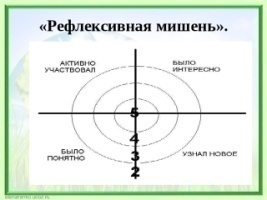 «Рефлексивная мишень».
АКТИВНО
УЧАСТВОВАЛ
БЫЛО
ИНТЕРЕСНО
5
4
3
2
БЫЛО
ПОНЯТНО
УЗНАЛ НОВОЕ